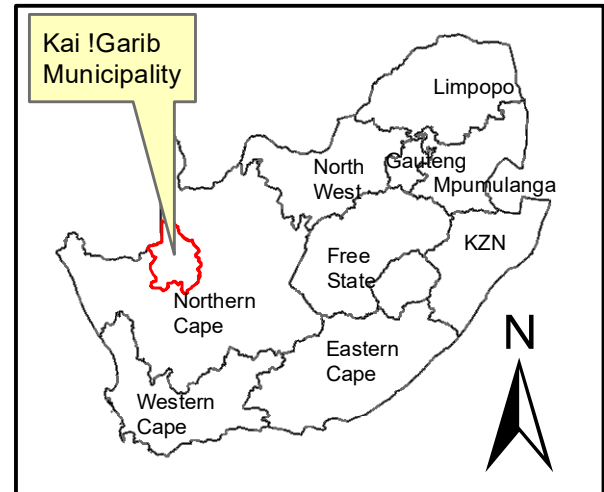 Kai !Garib
Municipality
Limpopo
North
West
Gauteng
Mpumulanga
Free
State
KZN
Northern
Cape
Eastern
Cape
Western
Cape
N